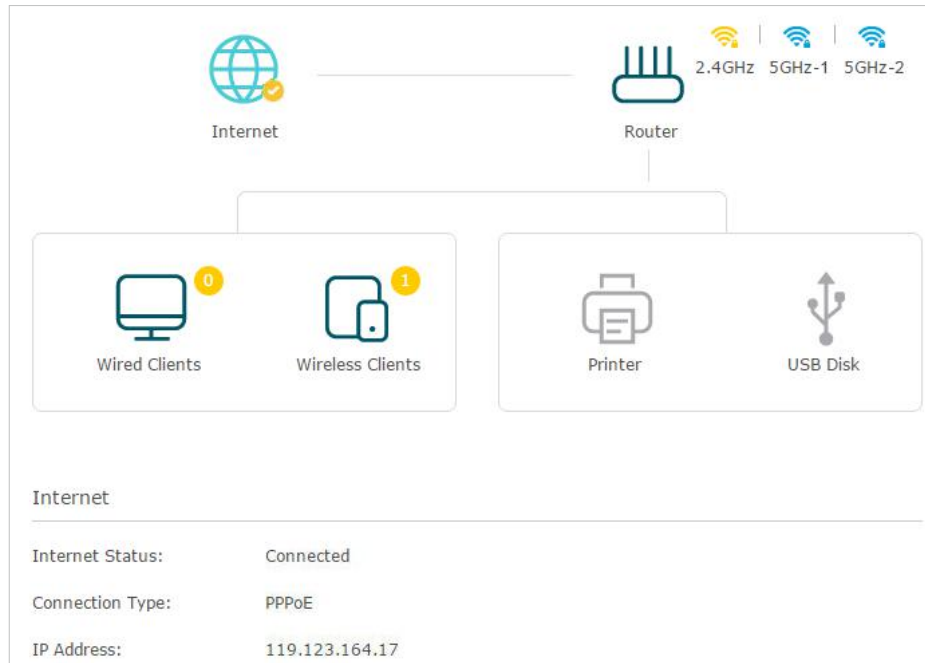 2.4GHz 5GHz-1 5GHz-2
Internet
Router
0
1
Wired Clients
Wireless Clients
Printer
USB Disk
Internet
Internet Status: Connected
Connection Type: PPPoE
IP Address: 119.123.164.17